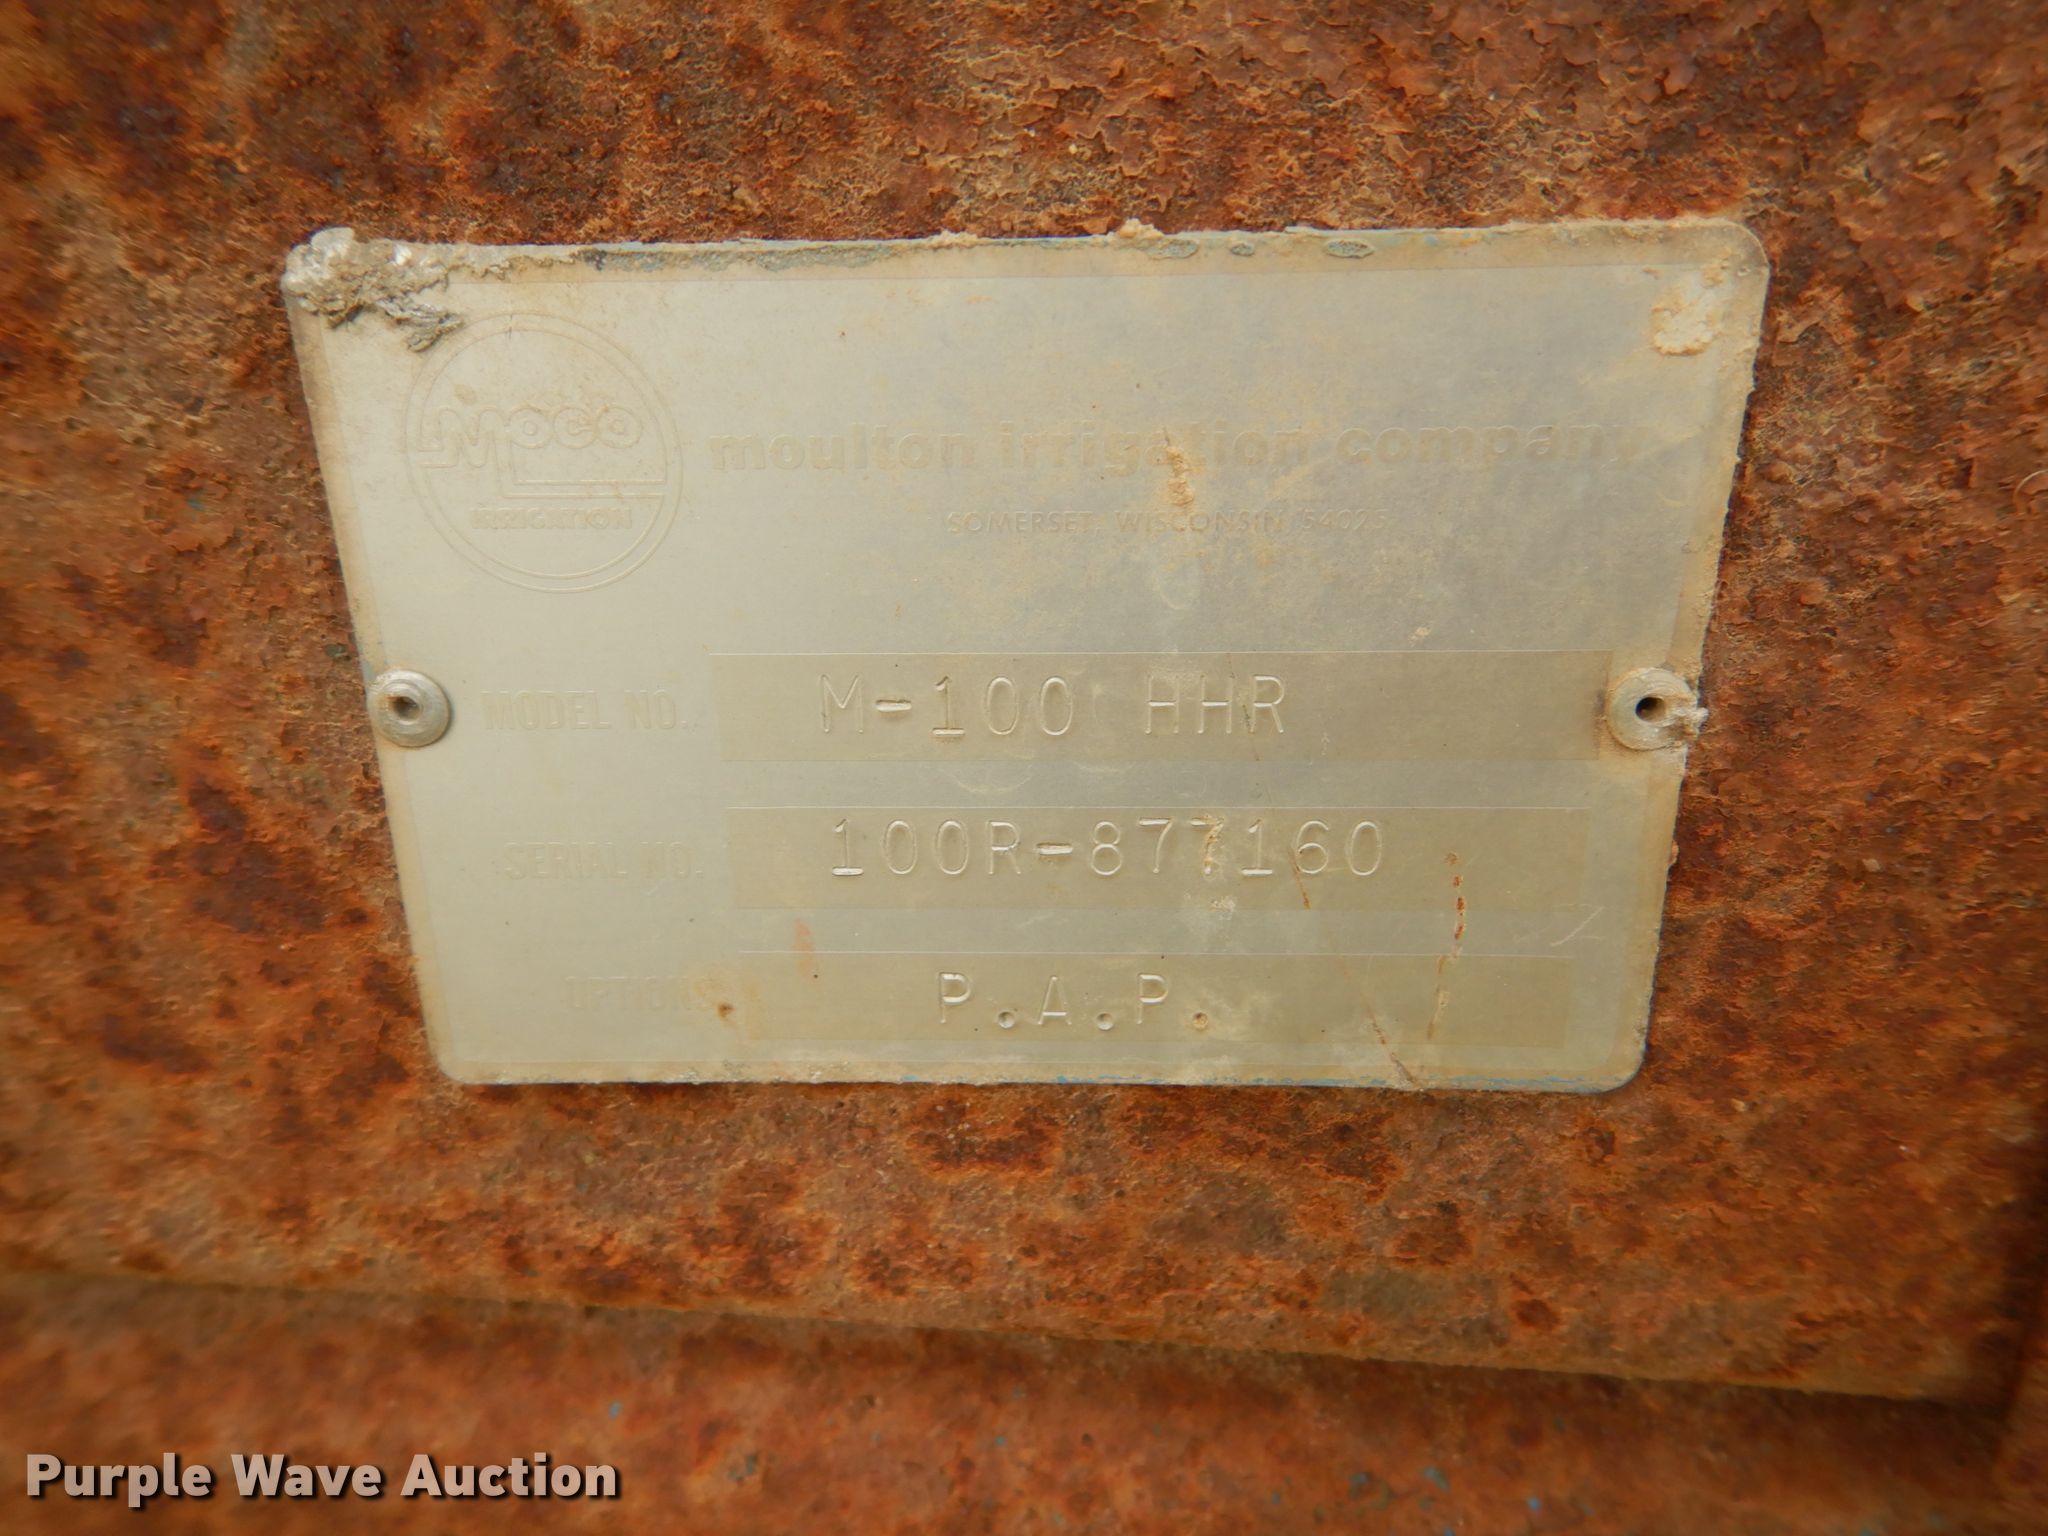 MOCO
IRRIGATION
moulton irrigation company
SOMERSET, WISCONSIN 54025
MODEL NO. M-100 HHR
SERIAL NO. 100R-877160
OPTIONS P.A.P.
Purple Wave Auction